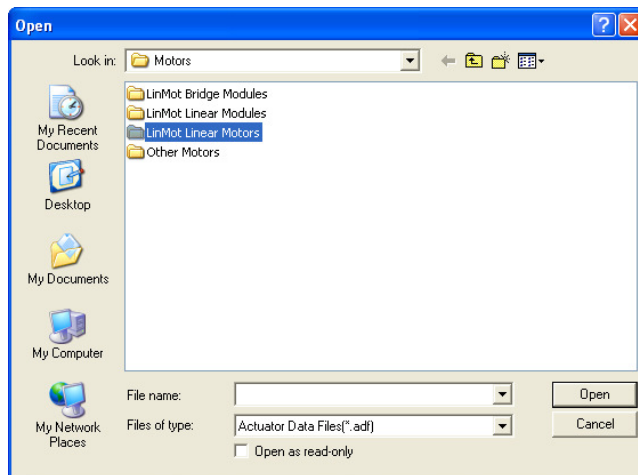 Open
Look in: Motors
My Recent
Documents
Desktop
My Documents
My Computer
My Network
Places
LinMot Bridge Modules
LinMot Linear Modules
LinMot Linear Motors
Other Motors
File name:
Open
Files of type: Actuator Data Files(*.adf)
Cancel
Open as read-only